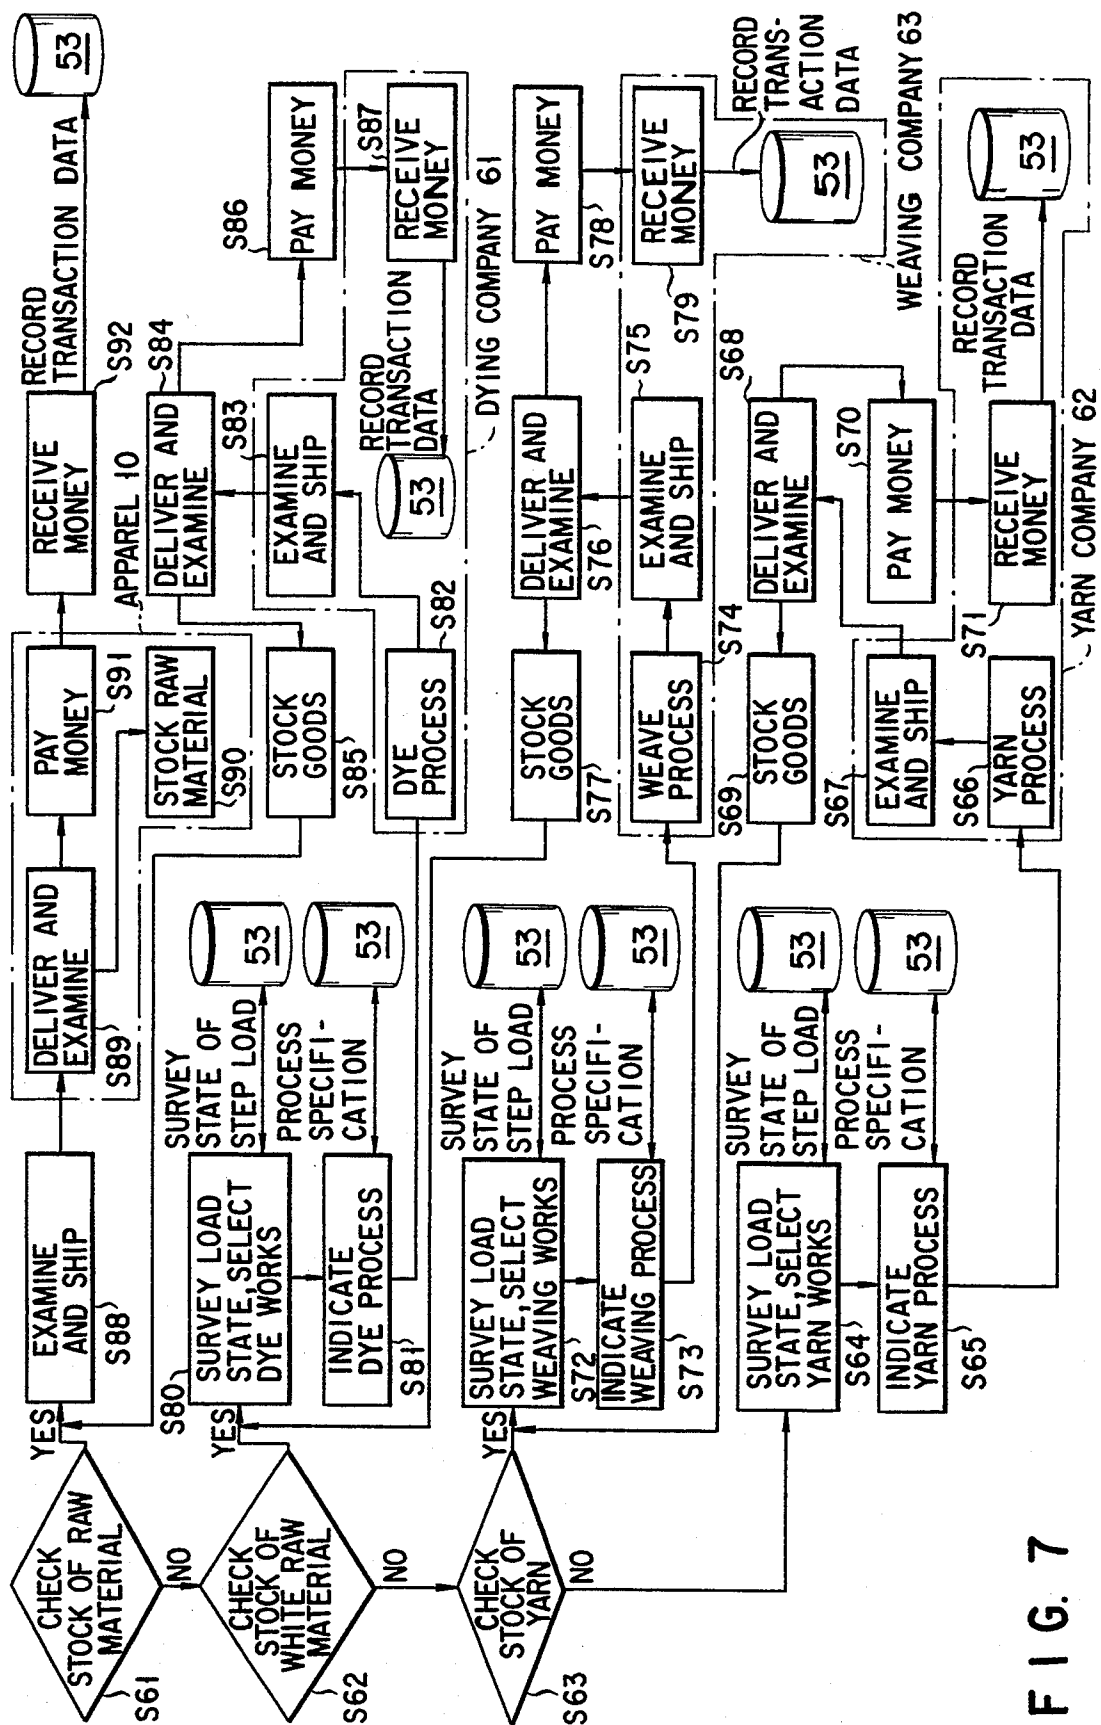 CHECK
STOCK OF RAW
MATERIAL
S61
YES
NO
EXAMINE
AND SHIP
S88
DELIVER AND
EXAMINE
S89
PAY
MONEY
S91
STOCK RAW
MATERIAL
S90
APPAREL 10
RECEIVE
MONEY
S92
RECORD
TRANSACTION DATA
53
CHECK
STOCK OF
WHITE RAW
MATERIAL
S62
YES
NO
S80
SURVEY LOAD
STATE, SELECT
DYE WORKS
SURVEY
STATE OF
STEP LOAD
53
INDICATE
DYE PROCESS
S81
PROCESS
SPECIFI-
CATION
53
DYE
PROCESS
S82
EXAMINE
AND SHIP
S83
DELIVER AND
EXAMINE
S84
STOCK
GOODS
S85
PAY MONEY
S86
RECEIVE
MONEY
S87
RECORD
TRANSACTION
DATA
53
DYING COMPANY 61
CHECK
STOCK OF
YARN
S63
YES
NO
SURVEY LOAD
STATE, SELECT
WEAVING WORKS
S72
SURVEY
STATE OF
STEP LOAD
53
INDICATE
WEAVING PROCESS
S73
PROCESS
SPECIFI-
CATION
53
WEAVE
PROCESS
S74
EXAMINE
AND SHIP
S75
DELIVER AND
EXAMINE
S76
STOCK
GOODS
S77
PAY MONEY
S78
RECEIVE
MONEY
S79
RECORD
TRANS-
ACTION
DATA
53
WEAVING COMPANY 63
SURVEY LOAD
STATE, SELECT
YARN WORKS
S64
SURVEY
STATE OF
STEP LOAD
53
INDICATE
YARN PROCESS
S65
PROCESS
SPECIFI-
CATION
53
YARN
PROCESS
S66
EXAMINE
AND SHIP
S67
DELIVER AND
EXAMINE
S68
STOCK
GOODS
S69
PAY MONEY
S70
RECEIVE
MONEY
S71
RECORD
TRANSACTION
DATA
53
YARN COMPANY 62
FIG. 7